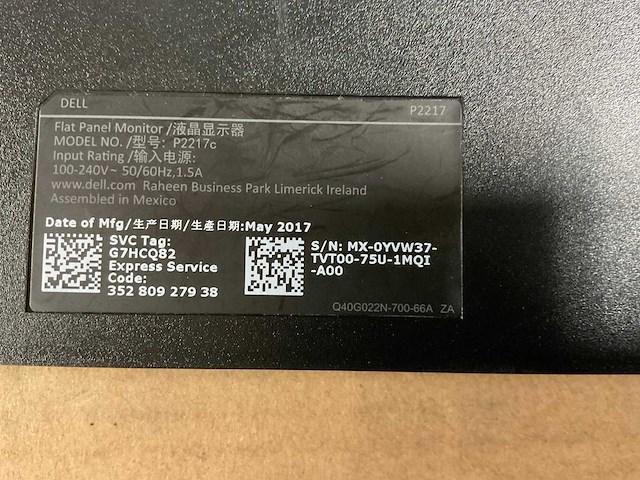 DELL
P2217
Flat Panel Monitor /液晶显示器
MODEL NO. /型号: P2217c
Input Rating /输入电源:
100-240V~ 50/60Hz,1.5A
www.dell.com Raheen Business Park Limerick Ireland
Assembled in Mexico
Date of Mfg/生产日期/生產日期:May 2017
SVC Tag:
G7HCQ82
Express Service
Code:
352 809 279 38
S/N: MX-0YVW37-
TVT00-75U-1MQI
-A00
Q40G022N-700-66A ZA